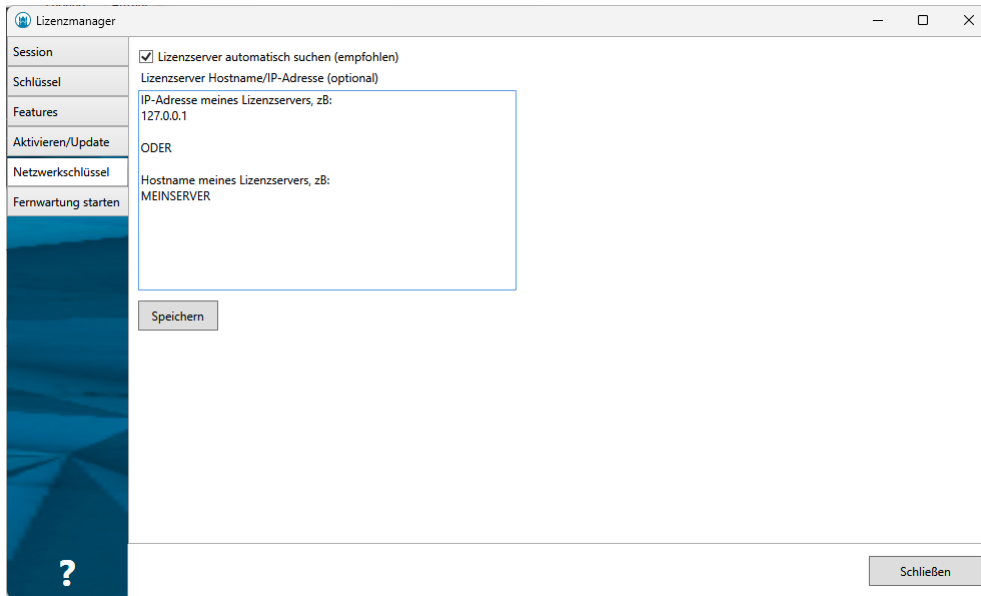 Lizenzmanager
Session
Schlüssel
Features
Aktivieren/Update
Netzwerkschlüssel
Fernwartung starten
?
Lizenzserver automatisch suchen (empfohlen)
Lizenzserver Hostname/IP-Adresse (optional)
IP-Adresse meines Lizenzservers, zB:
127.0.0.1
ODER
Hostname meines Lizenzservers, zB:
MEINSERVER
Speichern
Schließen